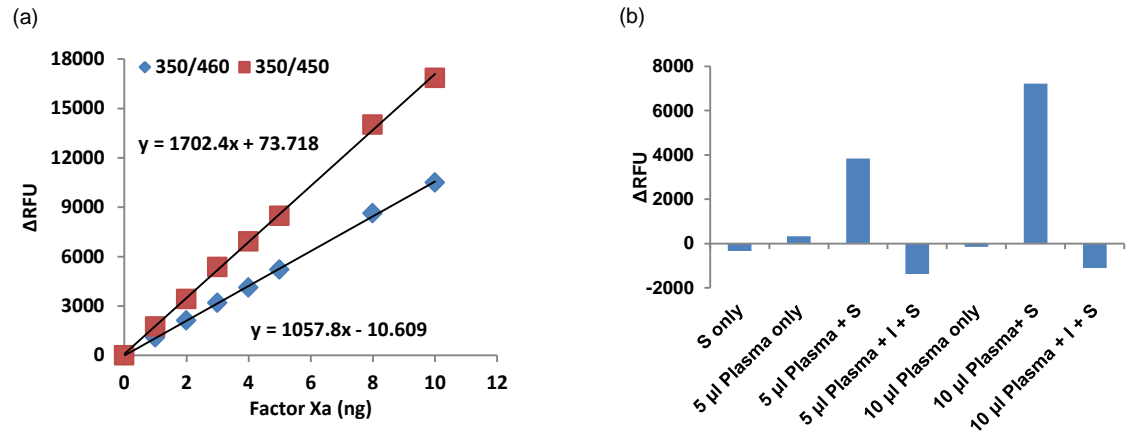 (a)
18000
15000
12000
9000
6000
3000
0
ΔRFU
350/460 350/450
y = 1702.4x + 73.718
y = 1057.8x - 10.609
0 2 4 6 8 10 12
Factor Xa (ng)
(b)
8000
6000
4000
2000
0
-2000
ΔRFU
S only
5 µl Plasma only
5 µl Plasma + S
5 µl Plasma + I + S
10 µl Plasma only
10 µl Plasma+ S
10 µl Plasma + I + S